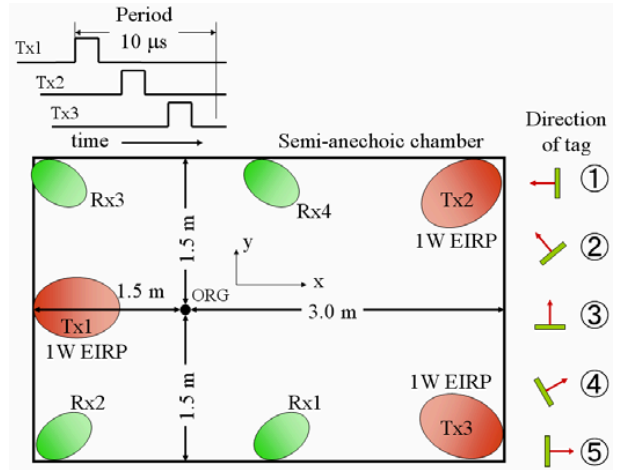 Period
10 μs
Tx1
Tx2
Tx3
time
Semi-anechoic chamber
Direction
of tag
Rx3
Rx4
Tx2
1W EIRP
1.5 m
y
x
ORG
1.5 m
3.0 m
Tx1
1W EIRP
1.5 m
Rx2
Rx1
1W EIRP
Tx3
①
②
③
④
⑤